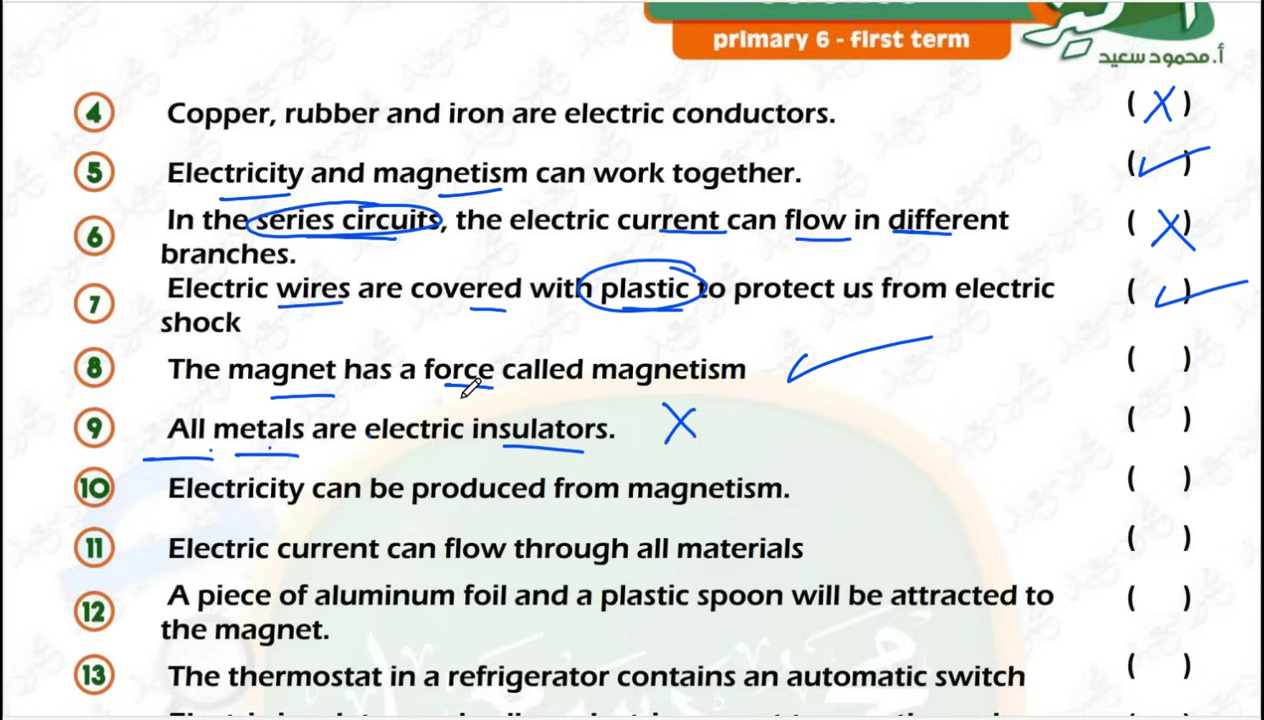 primary 6 - first term
أ. محمود سعيد
4 Copper, rubber and iron are electric conductors. ( X )
5 Electricity and magnetism can work together. ( ✓ )
6 In the series circuits, the electric current can flow in different ( X )
branches.
7 Electric wires are covered with plastic to protect us from electric ( ✓ )
shock
8 The magnet has a force called magnetism ✓ ( )
9 All metals are electric insulators. X ( )
10 Electricity can be produced from magnetism. ( )
11 Electric current can flow through all materials ( )
12 A piece of aluminum foil and a plastic spoon will be attracted to ( )
the magnet.
13 The thermostat in a refrigerator contains an automatic switch ( )